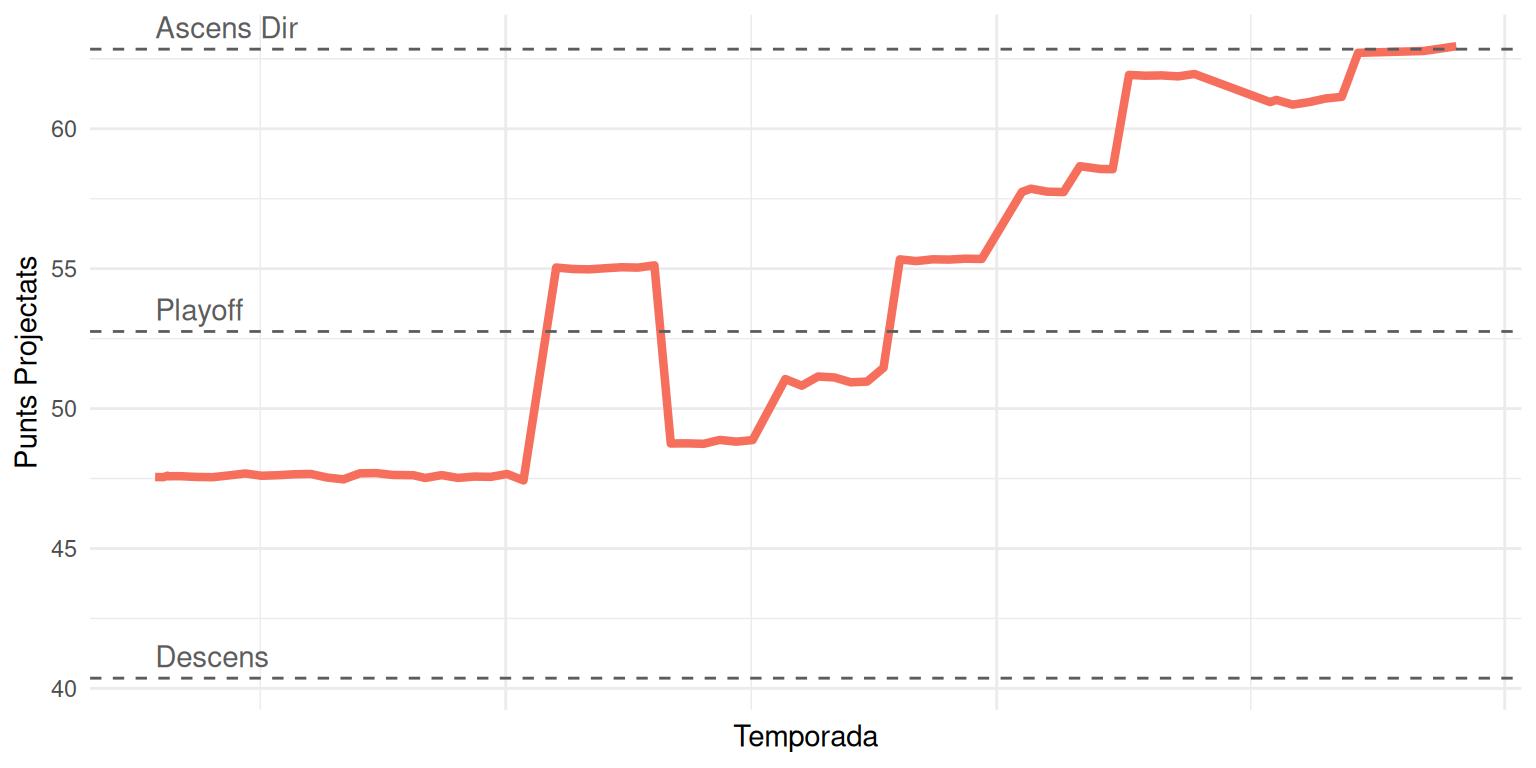 Ascens Dir
60
55
Playoff
50
45
Descens
40
Punts Projectats
Temporada